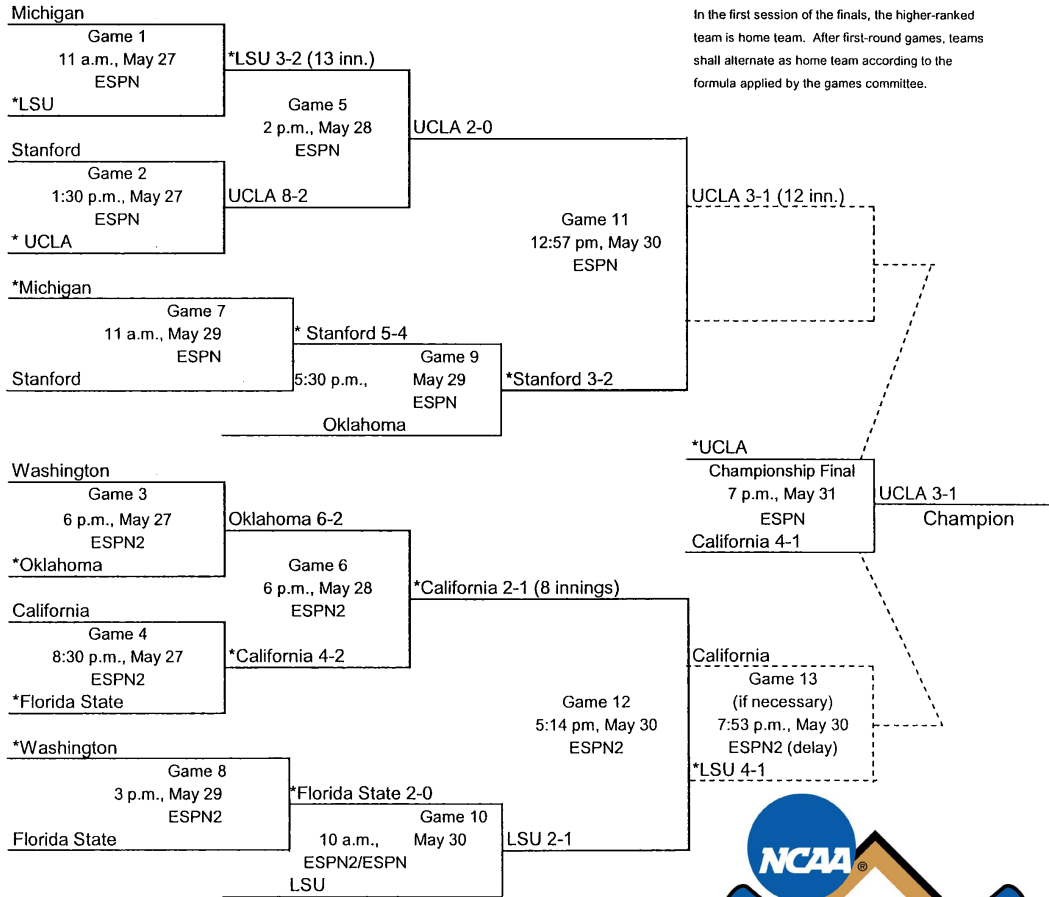 Michigan
Game 1
11 a.m., May 27
ESPN
*LSU
*LSU 3-2 (13 inn.)
In the first session of the finals, the higher-ranked
team is home team. After first-round games, teams
shall alternate as home team according to the
formula applied by the games committee.
Game 5
2 p.m., May 28
ESPN
UCLA 2-0
Stanford
Game 2
1:30 p.m., May 27
ESPN
* UCLA
UCLA 8-2
Game 11
12:57 pm, May 30
ESPN
UCLA 3-1 (12 inn.)
*Michigan
Game 7
11 a.m., May 29
ESPN
Stanford
* Stanford 5-4
Game 9
5:30 p.m., May 29
ESPN
Oklahoma
*Stanford 3-2
*UCLA
Championship Final
7 p.m., May 31
ESPN
California 4-1
UCLA 3-1
Champion
Washington
Game 3
6 p.m., May 27
ESPN2
*Oklahoma
Oklahoma 6-2
Game 6
6 p.m., May 28
ESPN2
*California 2-1 (8 innings)
California
Game 4
8:30 p.m., May 27
ESPN2
*Florida State
*California 4-2
Game 12
5:14 pm, May 30
ESPN2
California
Game 13
(if necessary)
7:53 p.m., May 30
ESPN2 (delay)
*LSU 4-1
*Washington
Game 8
3 p.m., May 29
ESPN2
Florida State
*Florida State 2-0
Game 10
10 a.m., May 30
ESPN2/ESPN
LSU
LSU 2-1
NCAA ®